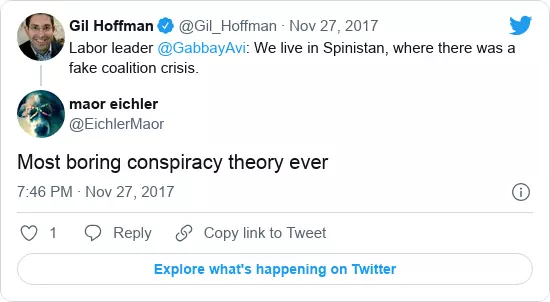 Gil Hoffman @Gil_Hoffman · Nov 27, 2017
Labor leader @GabbayAvi: We live in Spinistan, where there was a
fake coalition crisis.
maor eichler
@EichlerMaor
Most boring conspiracy theory ever
7:46 PM · Nov 27, 2017
1 Reply Copy link to Tweet
Explore what's happening on Twitter